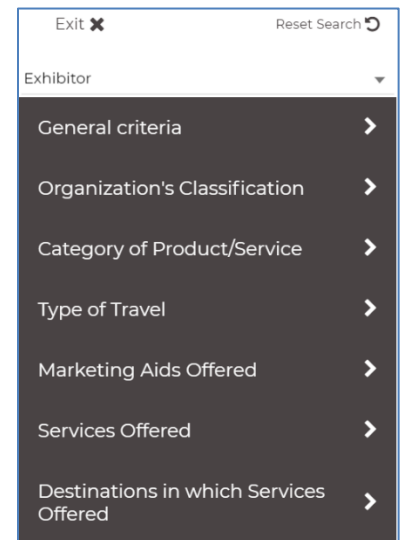 Exit ✖ Reset Search
Exhibitor
General criteria
Organization's Classification
Category of Product/Service
Type of Travel
Marketing Aids Offered
Services Offered
Destinations in which Services
Offered